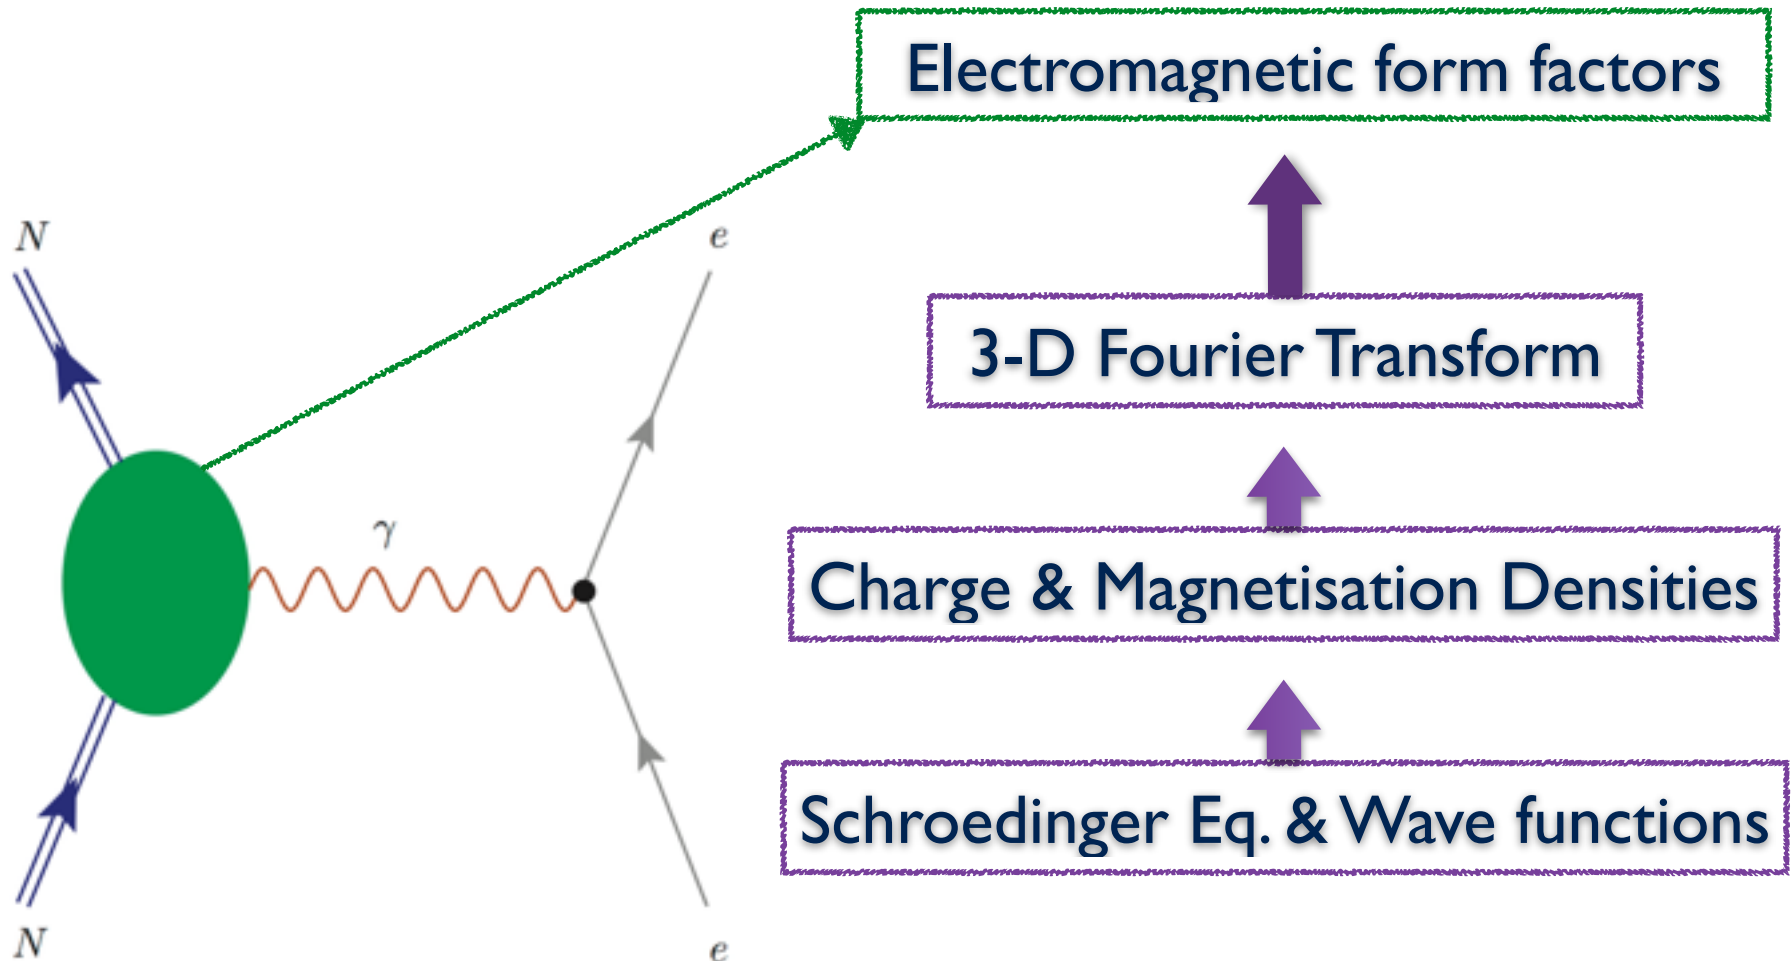 Electromagnetic form factors
N
e
3-D Fourier Transform
γ
Charge & Magnetisation Densities
Schroedinger Eq. & Wave functions
N
e